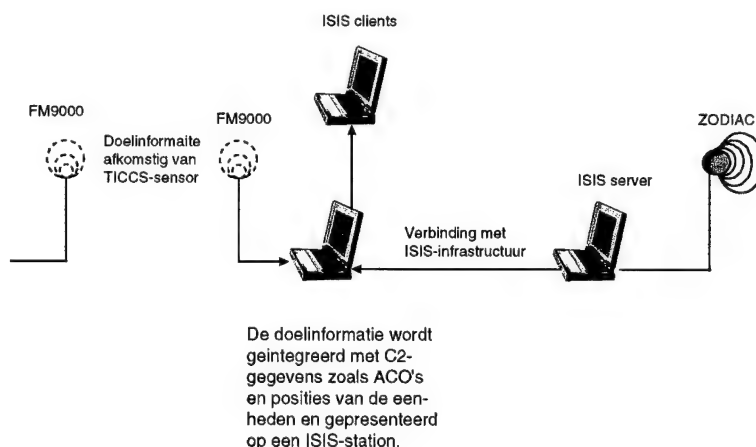 ISIS clients
FM9000
Doelinformaite
afkomstig van
TICCS-sensor
FM9000
ZODIAC
ISIS server
Verbinding met
ISIS-infrastructuur
De doelinformatie wordt
geintegreerd met C2-
gegevens zoals ACO's
en posities van de een-
heden en gepresenteerd
op een ISIS-station.